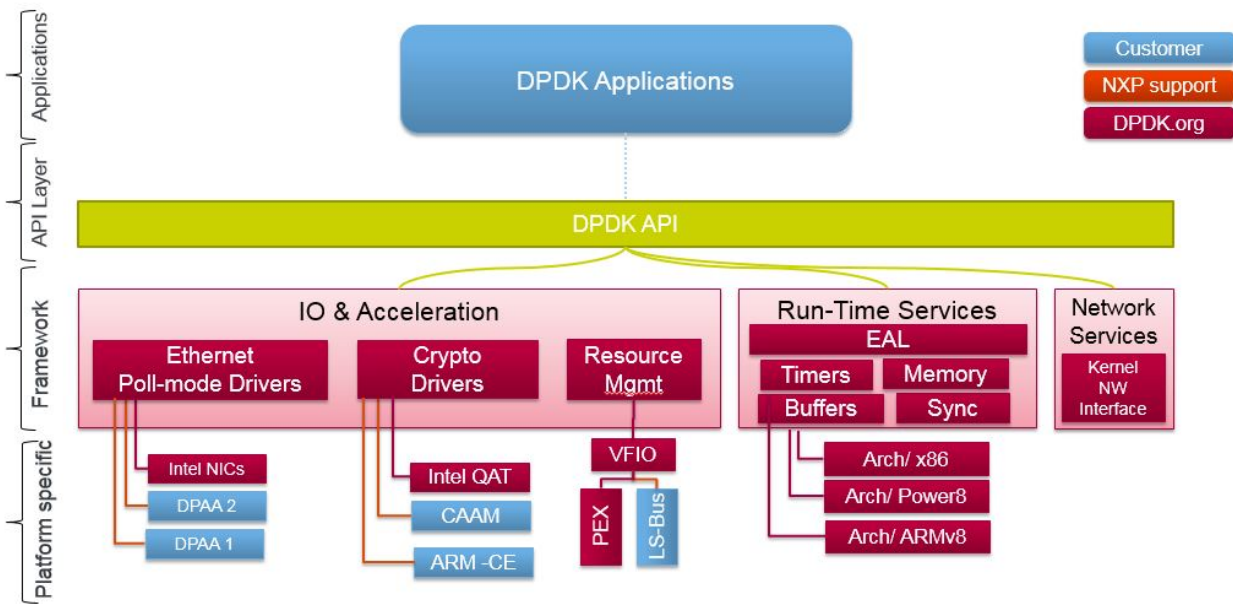 Applications
DPDK Applications
Customer
NXP support
DPDK.org
API Layer
DPDK API
Framework
IO & Acceleration
Ethernet
Poll-mode Drivers
Crypto
Drivers
Resource
Mgmt
Run-Time Services
EAL
Timers
Memory
Buffers
Sync
Network
Services
Kernel
NW
Interface
Platform specific
Intel NICs
DPAA 2
DPAA 1
Intel QAT
CAAM
ARM -CE
VFIO
PEX
LS-Bus
Arch/ x86
Arch/ Power8
Arch/ ARMv8